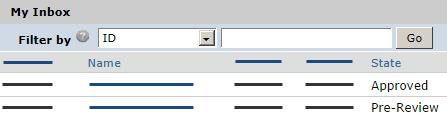 My Inbox
Filter by ? ID Go
Name State
Approved
Pre-Review